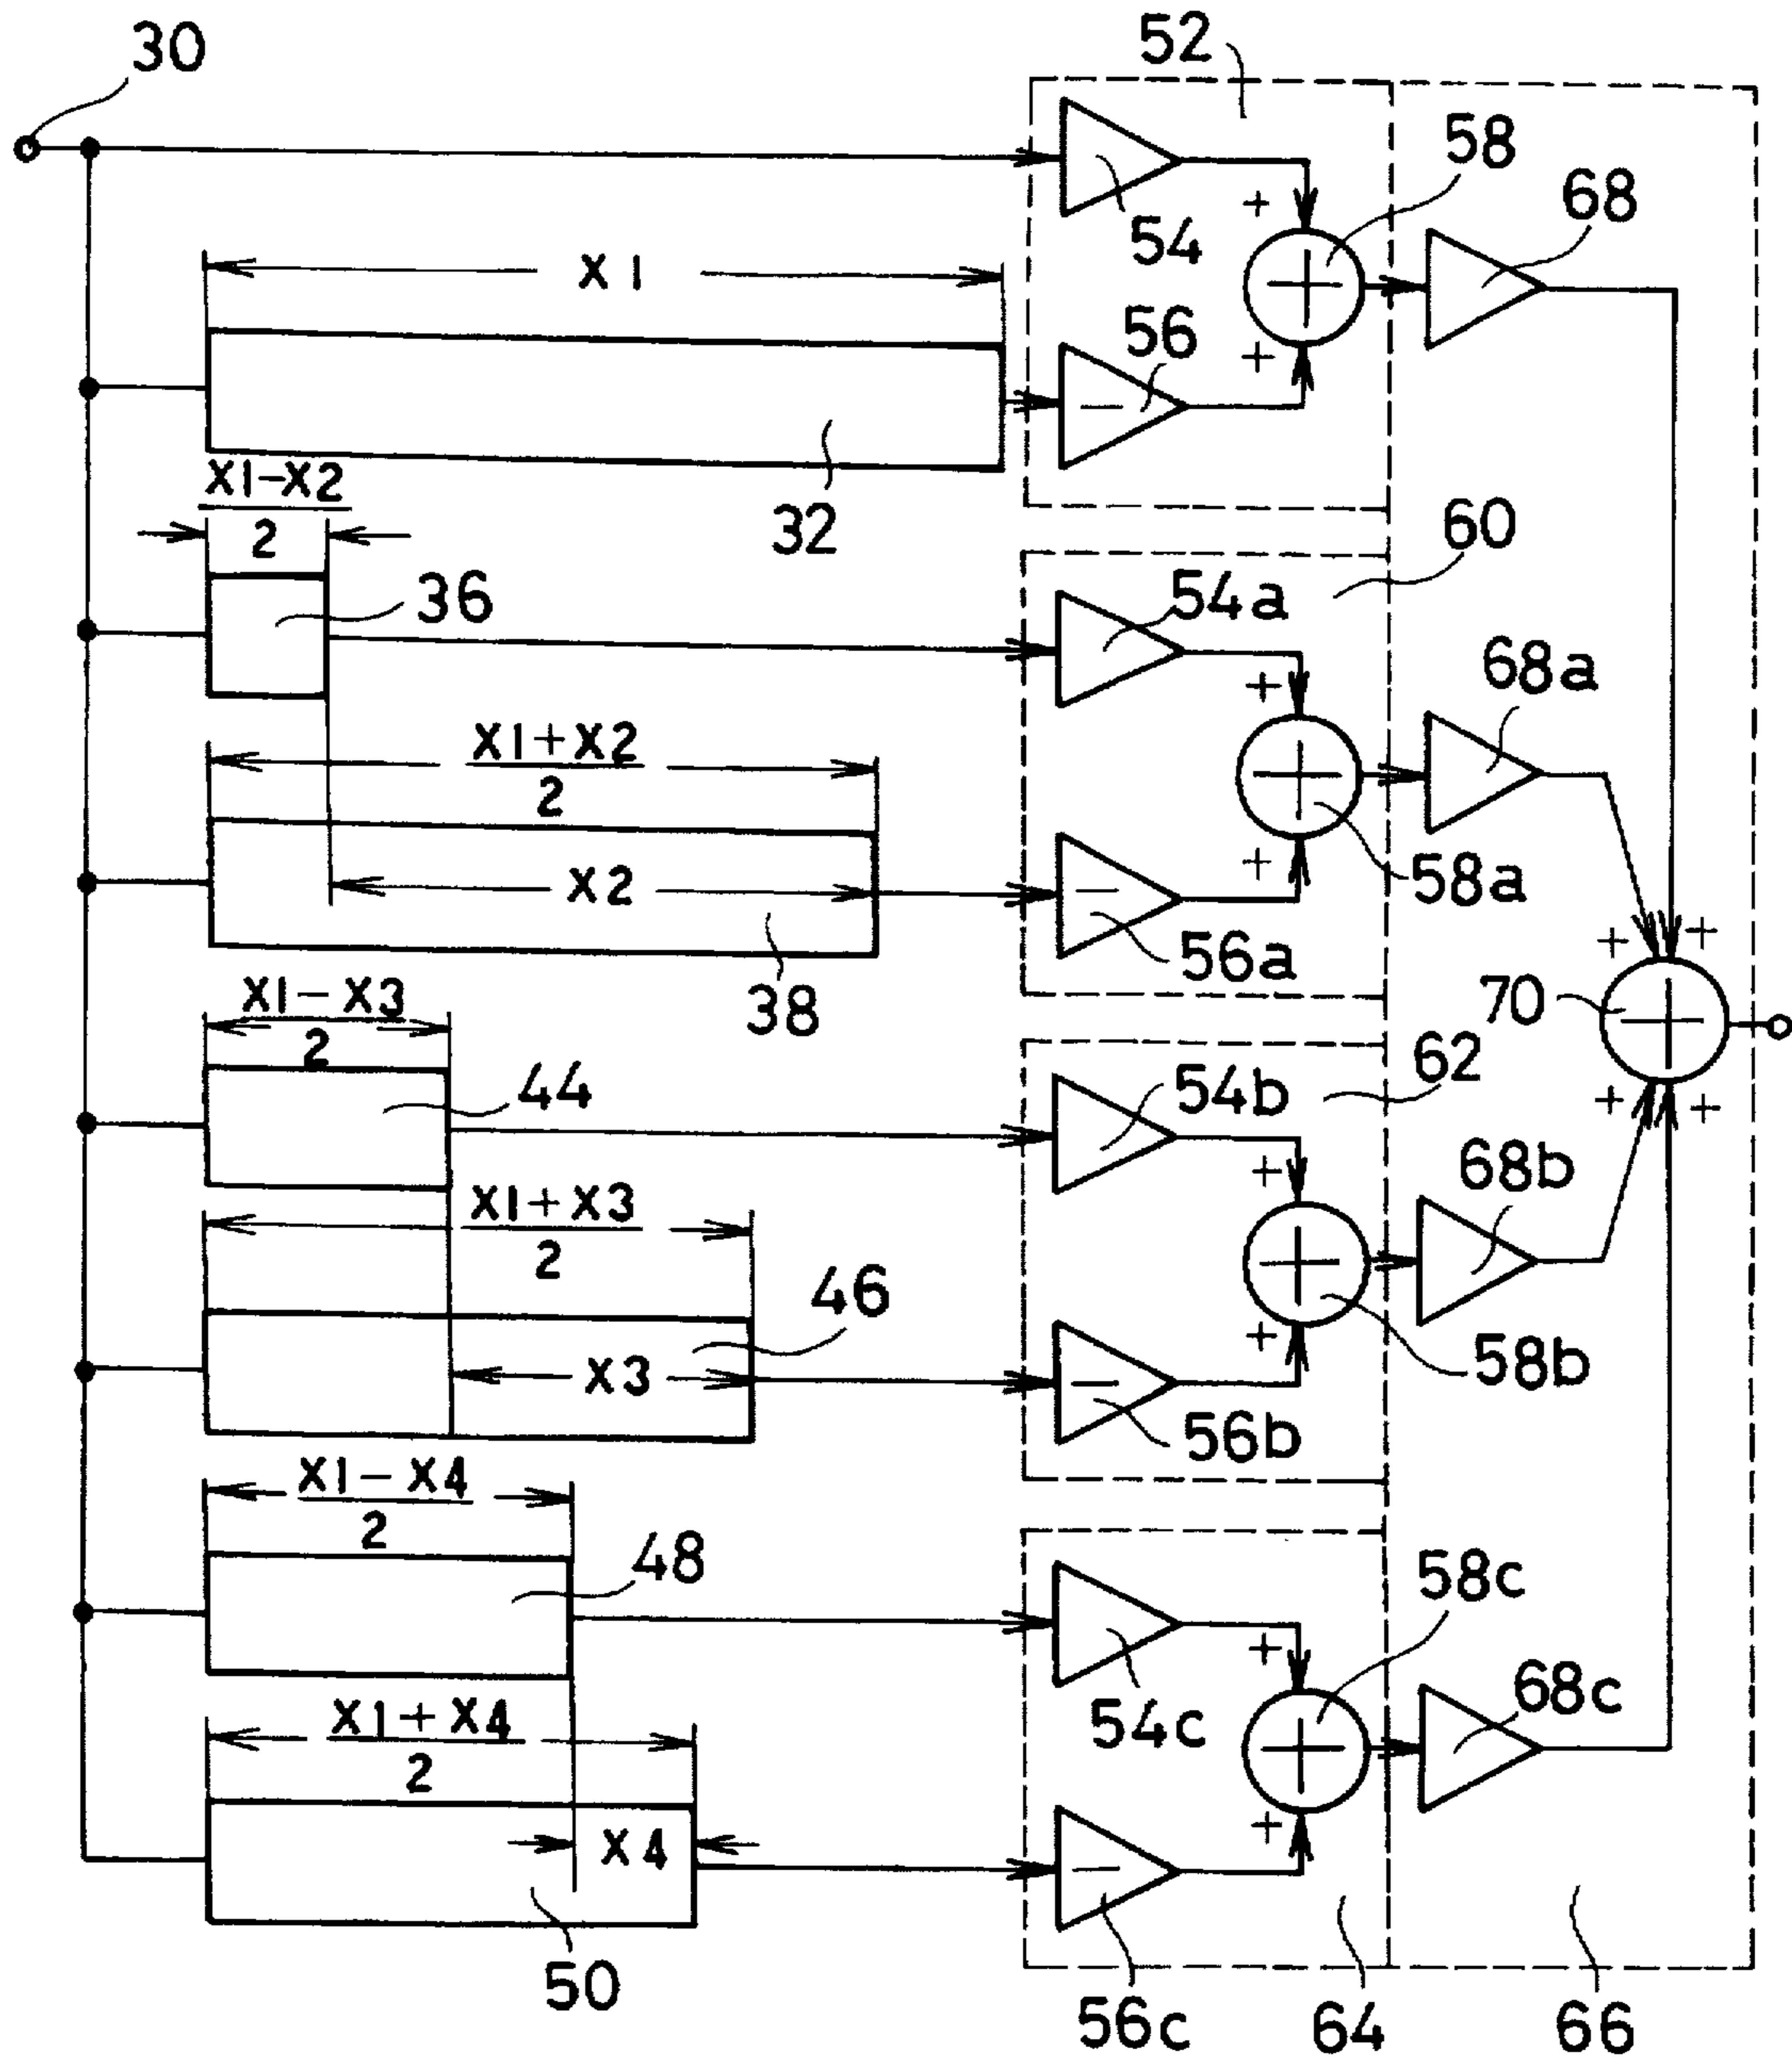 30
52
54
+
58
68
X1
56
−
+
32
X1−X2
2
60
36
54a
+
68a
X1+X2
2
X2
−
+
58a
56a
38
+
+
70
X1−X3
2
62
44
54b
+
+
+
68b
X1+X3
2
46
X3
−
+
58b
56b
X1−X4
2
48
58c
54c
+
68c
X1+X4
2
X4
−
+
50
56c
64
66